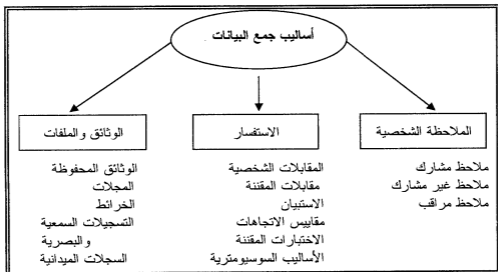 أساليب جمع البيانات
الملاحظة الشخصية
ملاحظ مشارك
ملاحظ غير مشارك
ملاحظ مراقب
الاستفسار
المقابلات الشخصية
مقابلات المقننة
الاستبيان
مقاييس الاتجاهات
الاختبارات المقننة
الأساليب السوسيومترية
الوثائق والملفات
الوثائق المحفوظة
المجلات
الخرائط
التسجيلات السمعية
والبصرية
السجلات الميدانية